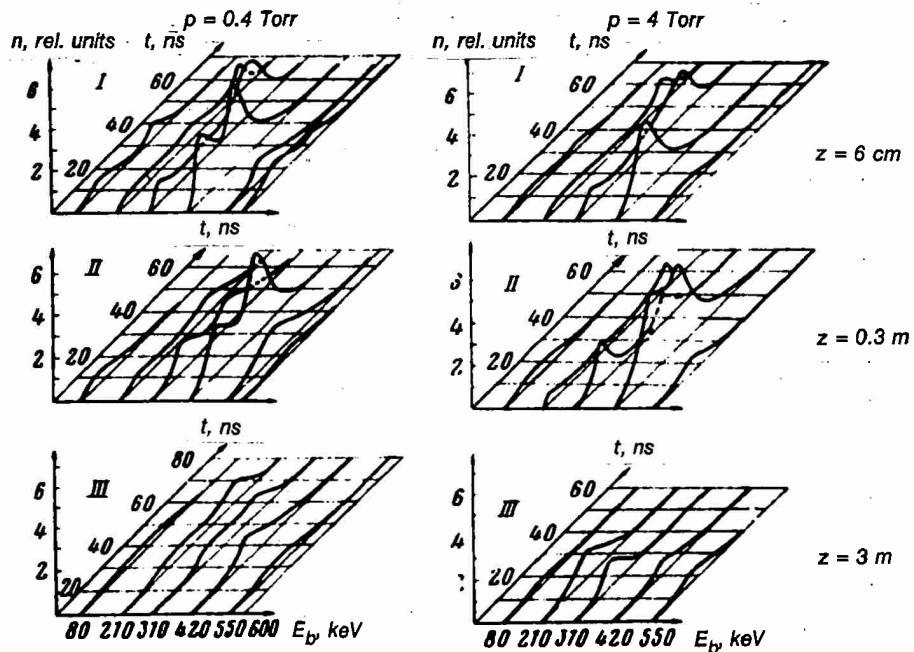 p = 0.4 Torr
p = 4 Torr
n, rel. units t, ns
n, rel. units t, ns
I
6
4
2
60
40
20
I
6
4
2
60
40
20
z = 6 cm
t, ns
t, ns
II
6
4
2
60
40
20
II
4
2
60
40
20
z = 0.3 m
t, ns
t, ns
III
6
4
2
80
60
40
20
III
6
4
60
40
20
z = 3 m
80 210 310 420 550 600 E_b, keV
80 210 310 420 550 E_b, keV